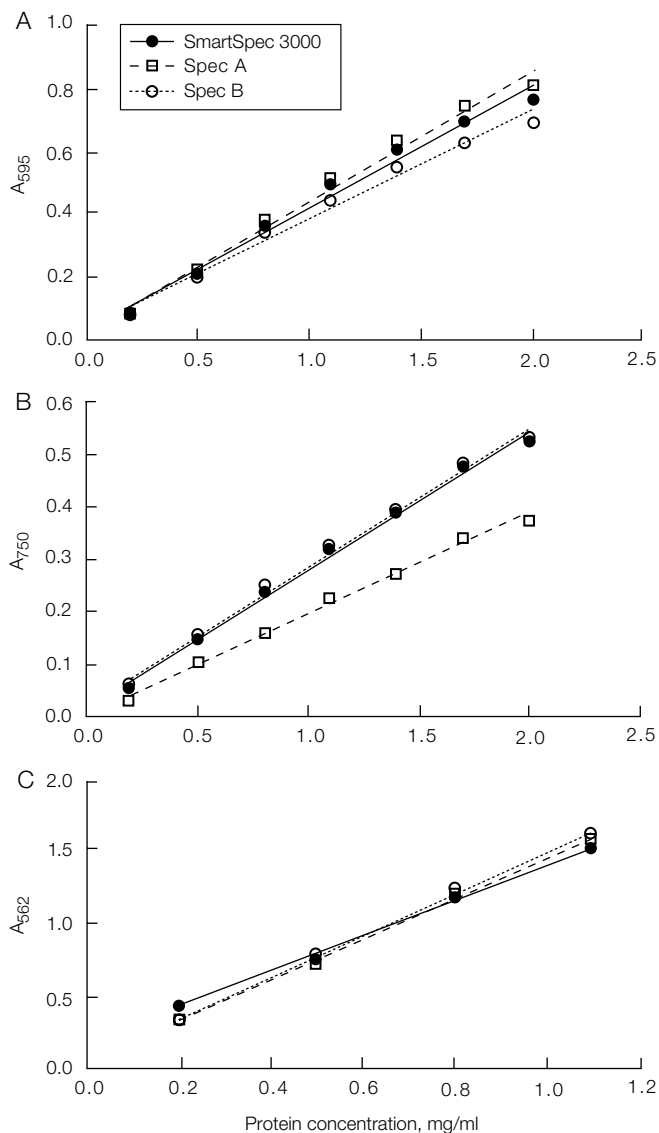 A
1.0
0.8
0.6
0.4
0.2
0.0
A595
SmartSpec 3000
Spec A
Spec B
0.0 0.5 1.0 1.5 2.0 2.5
B
0.6
0.5
0.4
0.3
0.2
0.1
0.0
A750
0.0 0.5 1.0 1.5 2.0 2.5
C
2.0
1.5
1.0
0.5
0.0
A562
0.0 0.2 0.4 0.6 0.8 1.0 1.2
Protein concentration, mg/ml